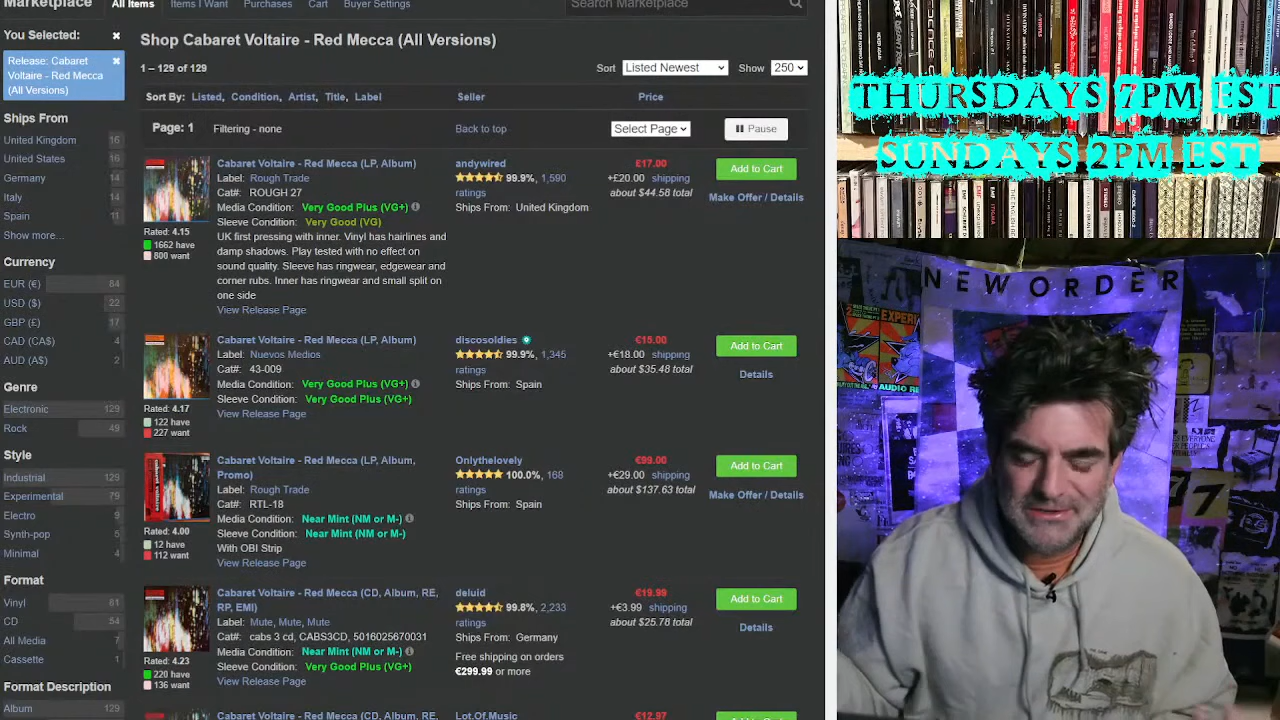 Marketplace
All Items
Items I Want
Purchases
Cart
Buyer Settings
Search Marketplace
You Selected:
Release: Cabaret
Voltaire - Red Mecca
(All Versions)
Ships From
United Kingdom 16
United States 16
Germany 14
Italy 14
Spain 11
Show more...
Currency
EUR (€) 84
USD ($) 22
GBP (£) 17
CAD (CA$) 4
AUD (A$) 2
Genre
Electronic 129
Rock 49
Style
Industrial 129
Experimental 79
Electro 9
Synth-pop 5
Minimal 4
Format
Vinyl 81
CD 54
All Media 7
Cassette 1
Format Description
Album 129
Shop Cabaret Voltaire - Red Mecca (All Versions)
1 – 129 of 129
Sort Listed Newest Show 250
Sort By: Listed, Condition, Artist, Title, Label Seller Price
Page: 1 Filtering - none Back to top Select Page Pause
Cabaret Voltaire - Red Mecca (LP, Album)
Label: Rough Trade
Cat#: ROUGH 27
Media Condition: Very Good Plus (VG+)
Sleeve Condition: Very Good (VG)
UK first pressing with inner. Vinyl has hairlines and
damp shadows. Play tested with no effect on
sound quality. Sleeve has ringwear, edgewear and
corner rubs. Inner has ringwear and small split on
one side
View Release Page
Rated: 4.15
1662 have
800 want
andywired
99.9%, 1,590
ratings
Ships From: United Kingdom
€17.00
+€20.00 shipping
about $44.58 total
Add to Cart
Make Offer / Details
Cabaret Voltaire - Red Mecca (LP, Album)
Label: Nuevos Medios
Cat#: 43-009
Media Condition: Very Good Plus (VG+)
Sleeve Condition: Very Good Plus (VG+)
View Release Page
Rated: 4.17
122 have
227 want
discosoldies
99.9%, 1,345
ratings
Ships From: Spain
€15.00
+€18.00 shipping
about $35.48 total
Add to Cart
Details
Cabaret Voltaire - Red Mecca (LP, Album,
Promo)
Label: Rough Trade
Cat#: RTL-18
Media Condition: Near Mint (NM or M-)
Sleeve Condition: Near Mint (NM or M-)
With OBI Strip
View Release Page
Rated: 4.00
12 have
112 want
Onlythelovely
100.0%, 168
ratings
Ships From: Spain
€99.00
+€29.00 shipping
about $137.63 total
Add to Cart
Make Offer / Details
Cabaret Voltaire - Red Mecca (CD, Album, RE,
RP, EMI)
Label: Mute, Mute, Mute
Cat#: cabs 3 cd, CABS3CD, 5016025670031
Media Condition: Near Mint (NM or M-)
Sleeve Condition: Very Good Plus (VG+)
View Release Page
Rated: 4.23
220 have
136 want
deluid
99.8%, 2,233
ratings
Ships From: Germany
Free shipping on orders
€299.99 or more
€19.99
+€3.99 shipping
about $25.78 total
Add to Cart
Details
Cabaret Voltaire - Red Mecca (CD, Album, RE,
Lot.Of.Music
€12.97
Add to Cart
THURSDAYS 7PM EST
SUNDAYS 2PM EST
NEW ORDER